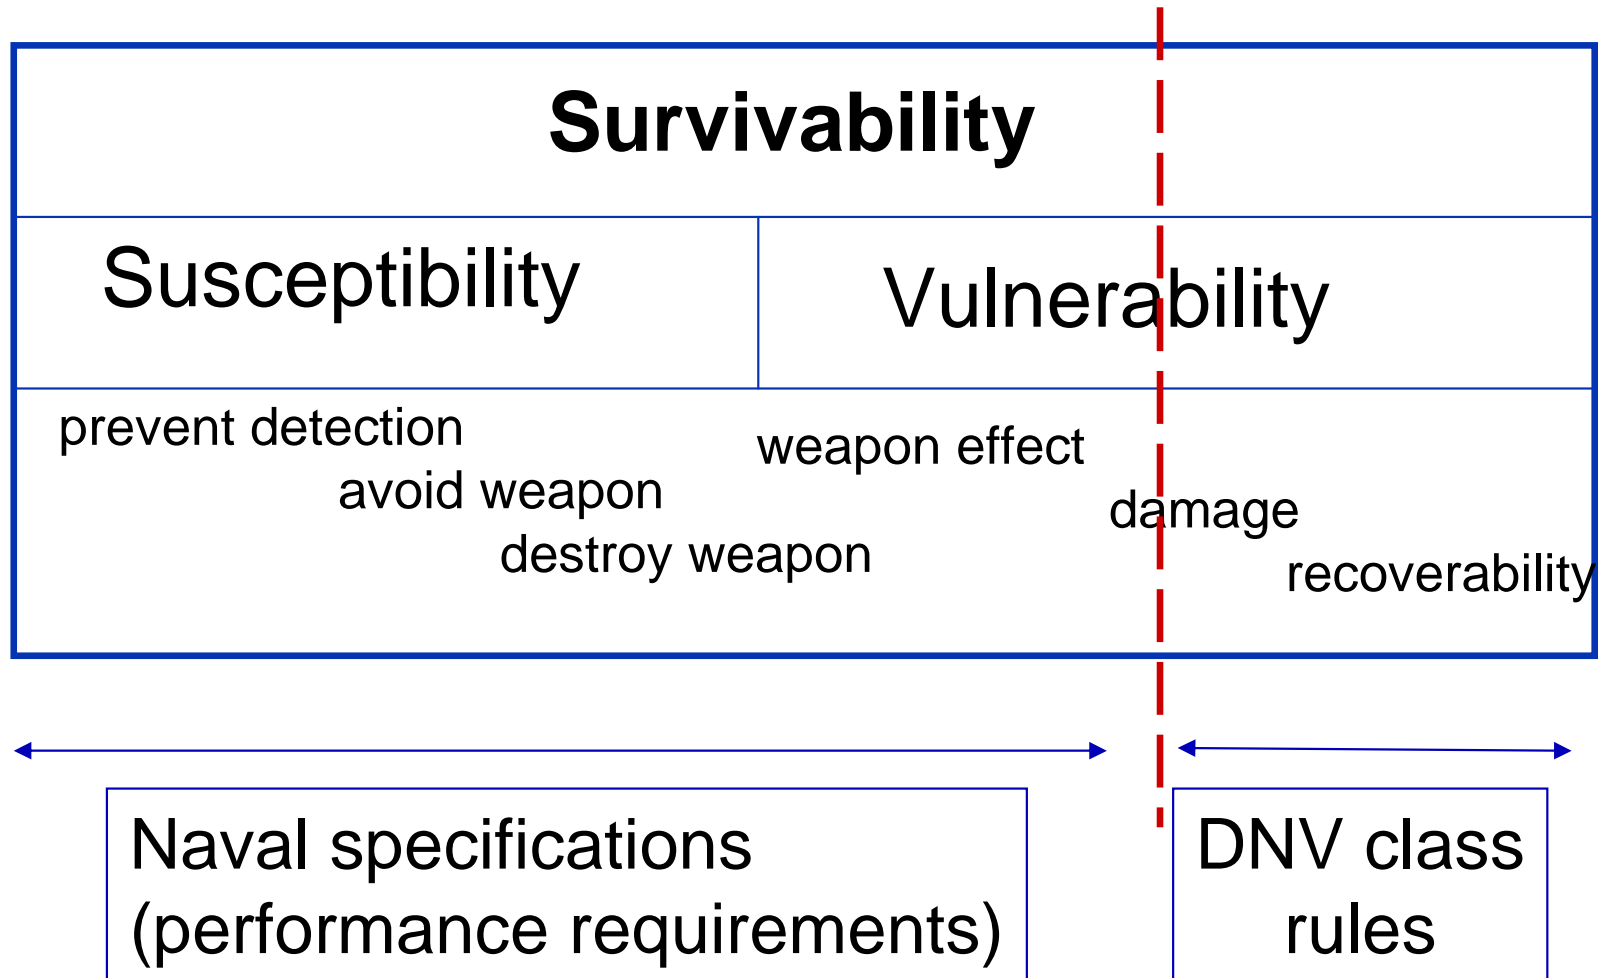 Survivability
Susceptibility
Vulnerability
prevent detection
weapon effect
avoid weapon
damage
destroy weapon
recoverability
Naval specifications
(performance requirements)
DNV class
rules